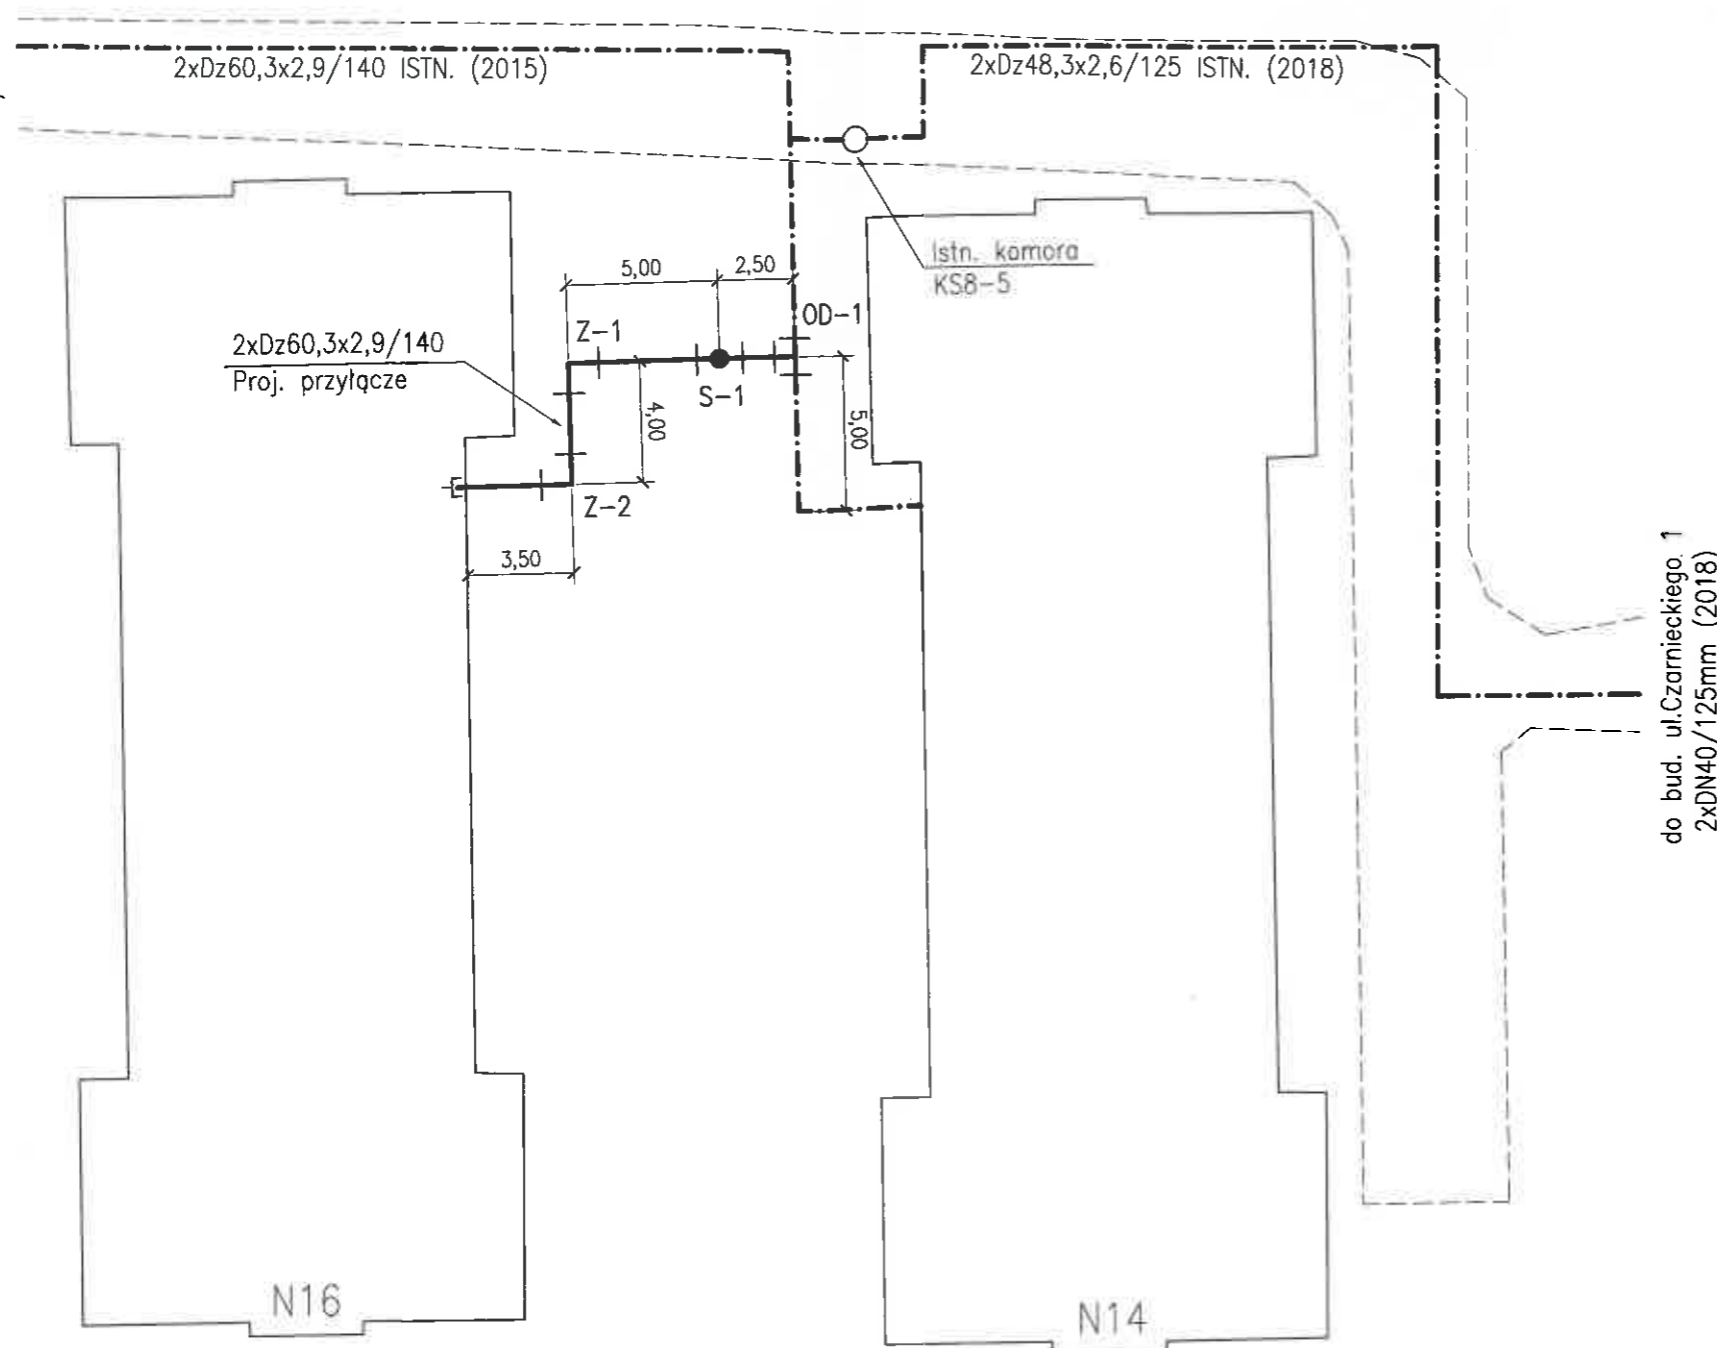 2xDz60,3x2,9/140 ISTN. (2015)
2xDz48,3x2,6/125 ISTN. (2018)
Istn. komora
KS8-5
5,00
2,50
OD-1
Z-1
2xDz60,3x2,9/140
Proj. przyłącze
S-1
4,00
5,00
Z-2
3,50
do bud. ul.Czarnieckiego 1
2xDN40/125mm (2018)
N16
N14